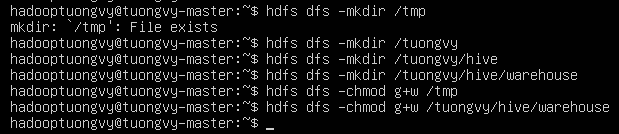 hadooptuongvy@tuongvy-master:~$ hdfs dfs -mkdir /tmp
mkdir: `/tmp': File exists
hadooptuongvy@tuongvy-master:~$ hdfs dfs -mkdir /tuongvy
hadooptuongvy@tuongvy-master:~$ hdfs dfs -mkdir /tuongvy/hive
hadooptuongvy@tuongvy-master:~$ hdfs dfs -mkdir /tuongvy/hive/warehouse
hadooptuongvy@tuongvy-master:~$ hdfs dfs -chmod g+w /tmp
hadooptuongvy@tuongvy-master:~$ hdfs dfs -chmod g+w /tuongvy/hive/warehouse
hadooptuongvy@tuongvy-master:~$ _